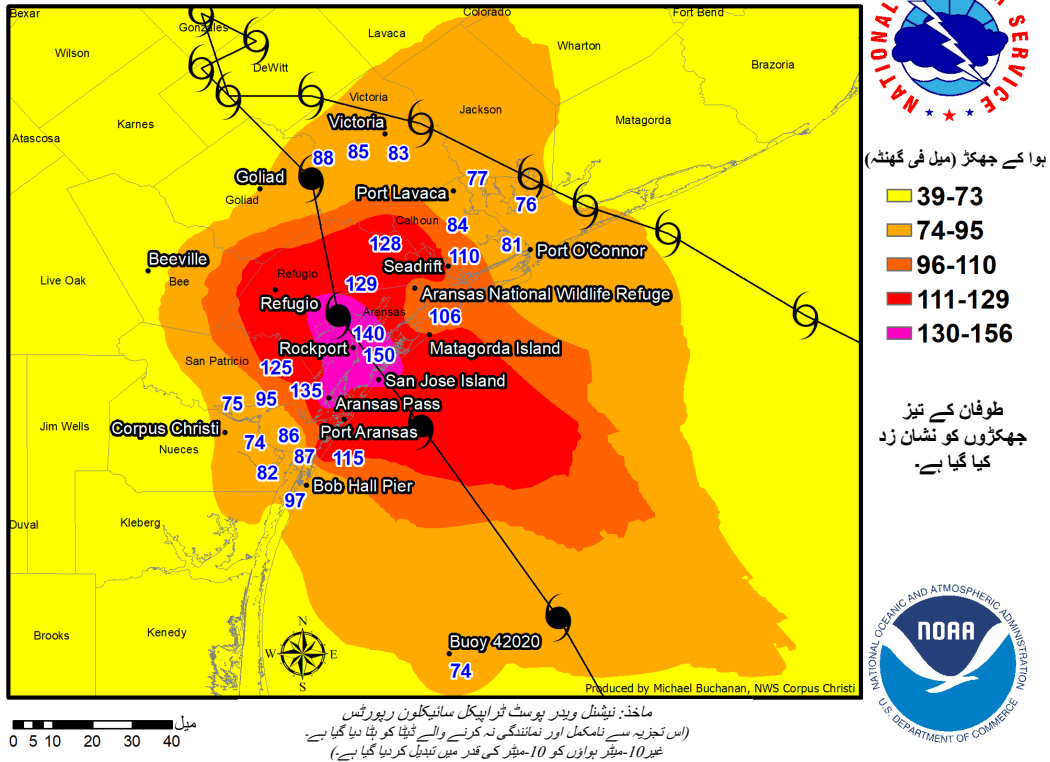 Bexar
Gonzales
Colorado
Fort Bend
Wilson
Lavaca
Wharton
DeWitt
Brazoria
Victoria
Jackson
Karnes
Matagorda
Atascosa
Victoria
88
85
83
Goliad
77
Port Lavaca
Goliad
76
Calhoun
84
128
81
Port O'Connor
Beeville
110
Seadrift
Live Oak
Bee
Refugio
129
Aransas National Wildlife Refuge
Refugio
Aransas
106
140
Rockport
150
Matagorda Island
San Patricio
125
San Jose Island
135
75
95
Aransas Pass
Jim Wells
Corpus Christi
Port Aransas
74
86
Nueces
87
115
82
Bob Hall Pier
97
Duval
Kleberg
Brooks
Kenedy
N
W
E
S
Buoy 42020
74
Produced by Michael Buchanan, NWS Corpus Christi
NATIONAL
R SERVICE
ہوا کے جھکڑ (میل فی گھنٹہ)
39-73
74-95
96-110
111-129
130-156
طوفان کے تیز
جھکڑوں کو نشان زد
کیا گیا ہے۔
NATIONAL OCEANIC AND ATMOSPHERIC ADMINISTRATION
NOAA
U.S. DEPARTMENT OF COMMERCE
میل
0 5 10 20 30 40
ماخذ: نیشنل ویدر پوسٹ ٹراپیکل سائیکلون رپورٹس
(اس تجزیہ سے نامکمل اور نمائندگی نہ کرنے والے ڈیٹا کو ہٹا دیا گیا ہے۔
غیر10-میٹر ہواؤں کو 10-میٹر کی قدر میں تبدیل کردیا گیا ہے۔)